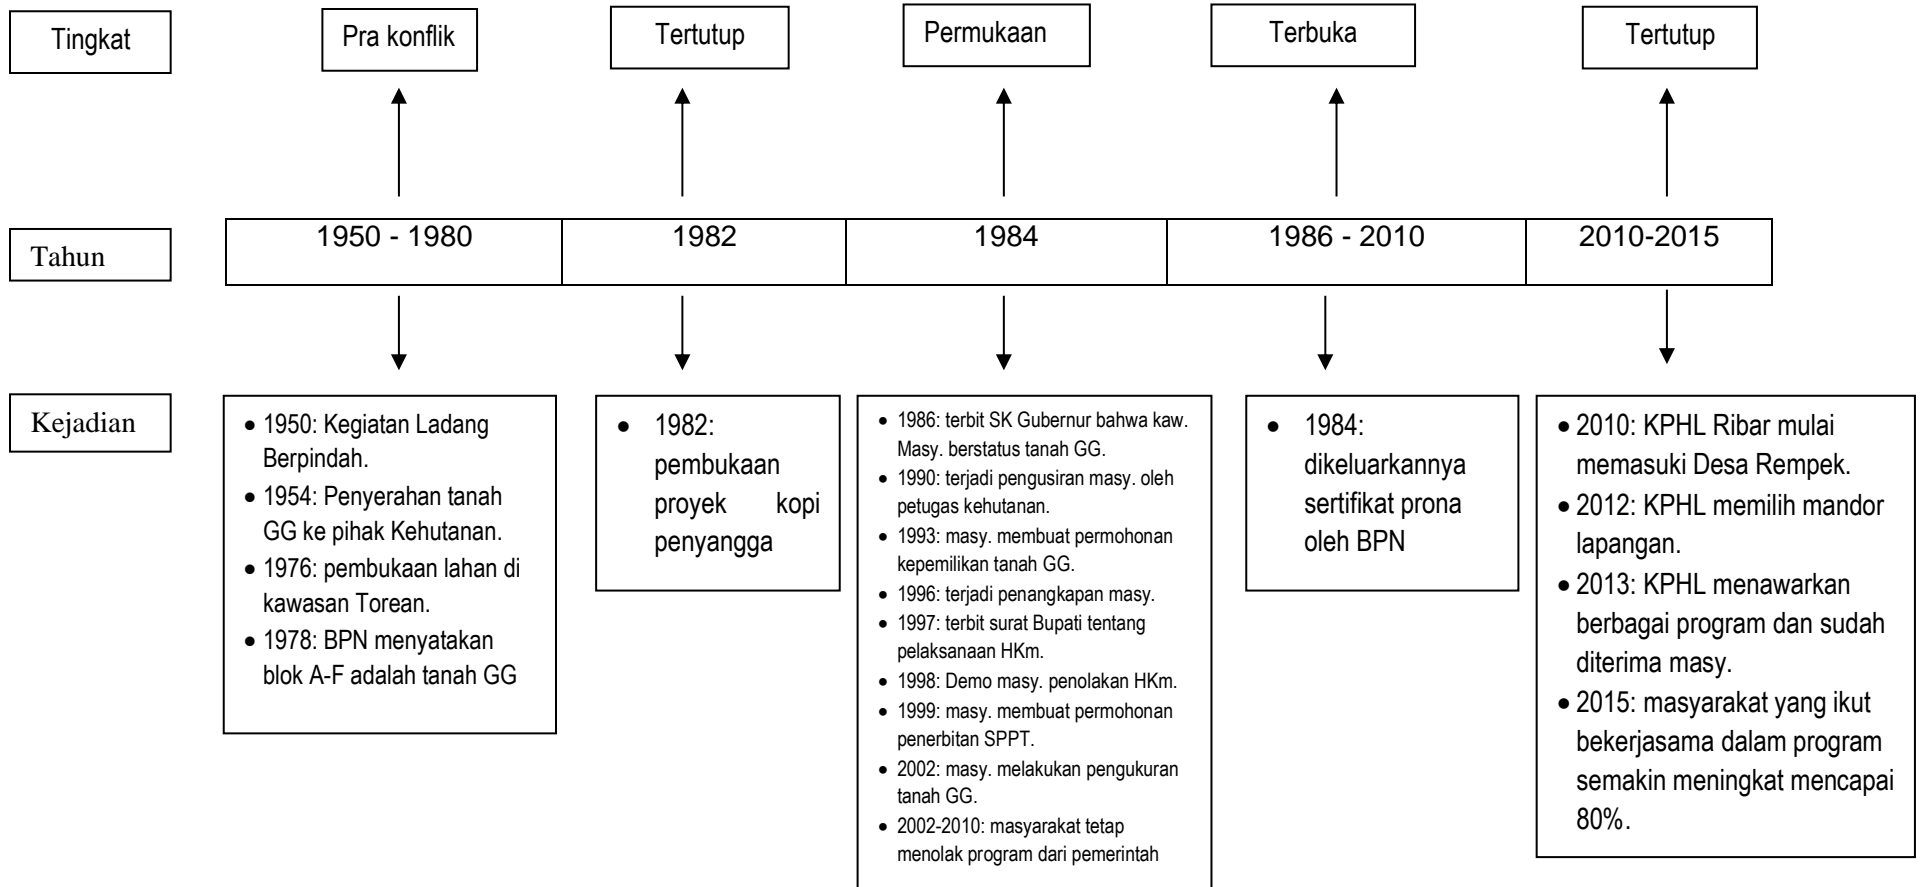 Tingkat
Pra konflik
Tertutup
Permukaan
Terbuka
Tertutup
Tahun
1950 - 1980
1982
1984
1986 - 2010
2010-2015
Kejadian
• 1950: Kegiatan Ladang
Berpindah.
• 1954: Penyerahan tanah
GG ke pihak Kehutanan.
• 1976: pembukaan lahan di
kawasan Torean.
• 1978: BPN menyatakan
blok A-F adalah tanah GG
• 1982:
pembukaan
proyek kopi
penyangga
• 1986: terbit SK Gubernur bahwa kaw.
Masy. berstatus tanah GG.
• 1990: terjadi pengusiran masy. oleh
petugas kehutanan.
• 1993: masy. membuat permohonan
kepemilikan tanah GG.
• 1996: terjadi penangkapan masy.
• 1997: terbit surat Bupati tentang
pelaksanaan HKm.
• 1998: Demo masy. penolakan HKm.
• 1999: masy. membuat permohonan
penerbitan SPPT.
• 2002: masy. melakukan pengukuran
tanah GG.
• 2002-2010: masyarakat tetap
menolak program dari pemerintah
• 1984:
dikeluarkannya
sertifikat prona
oleh BPN
• 2010: KPHL Ribar mulai
memasuki Desa Rempek.
• 2012: KPHL memilih mandor
lapangan.
• 2013: KPHL menawarkan
berbagai program dan sudah
diterima masy.
• 2015: masyarakat yang ikut
bekerjasama dalam program
semakin meningkat mencapai
80%.